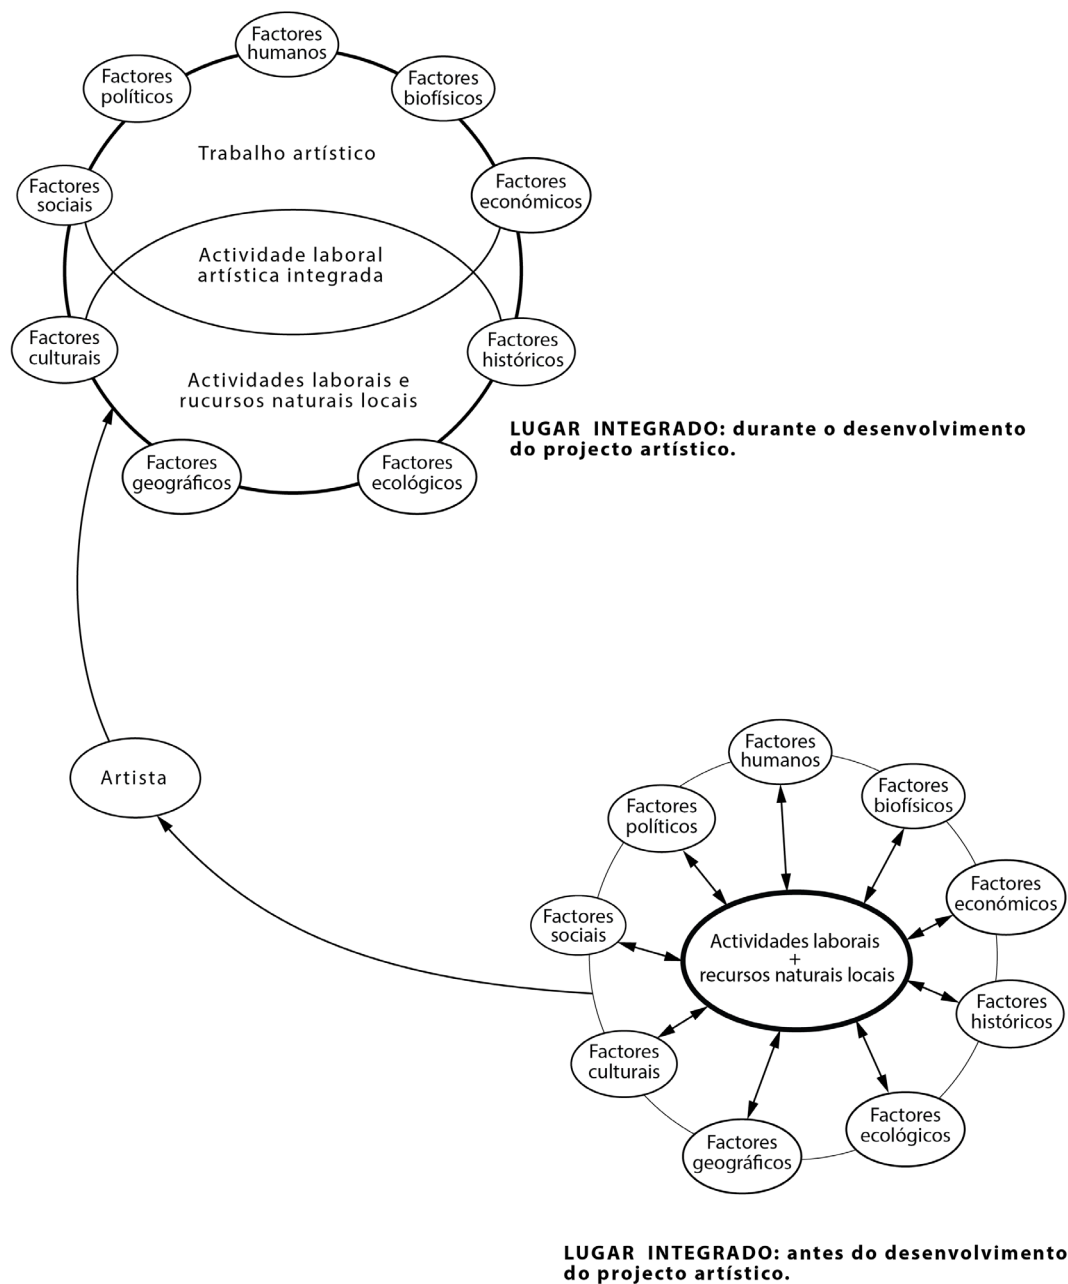 Factores
humanos
Factores
políticos
Factores
biofísicos
Trabalho artístico
Factores
sociais
Factores
económicos
Actividade laboral
artística integrada
Factores
culturais
Factores
históricos
Actividades laborais e
rucursos naturais locais
Factores
geográficos
Factores
ecológicos
LUGAR INTEGRADO: durante o desenvolvimento
do projecto artístico.
Artista
Factores
humanos
Factores
políticos
Factores
biofísicos
Factores
sociais
Factores
económicos
Actividades laborais
+
recursos naturais locais
Factores
históricos
Factores
culturais
Factores
ecológicos
Factores
geográficos
LUGAR INTEGRADO: antes do desenvolvimento
do projecto artístico.